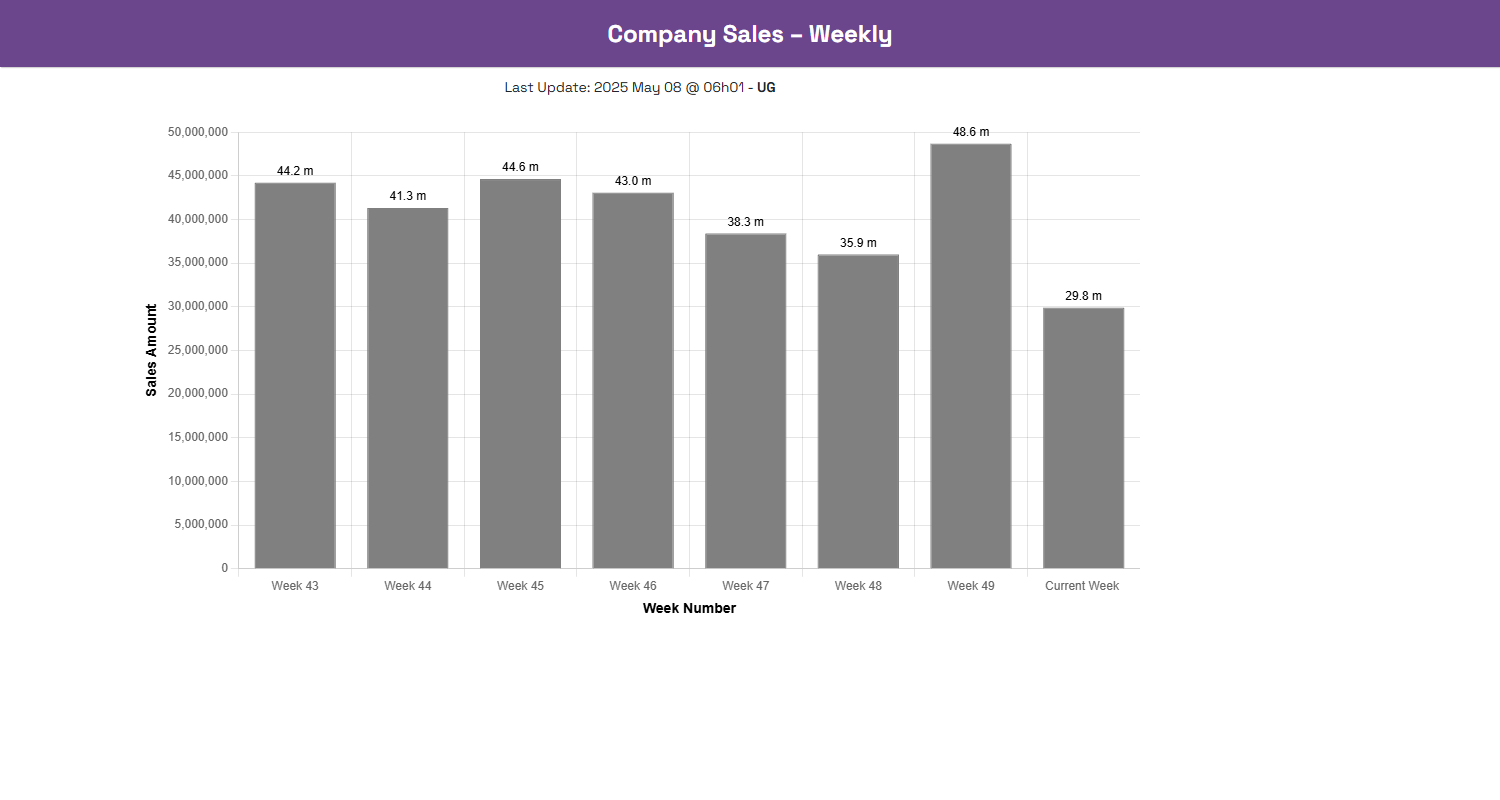 Company Sales – Weekly
Last Update: 2025 May 08 @ 06h01 - UG
50,000,000
45,000,000
40,000,000
35,000,000
30,000,000
25,000,000
20,000,000
15,000,000
10,000,000
5,000,000
0
Sales Amount
44.2 m
41.3 m
44.6 m
43.0 m
38.3 m
35.9 m
48.6 m
29.8 m
Week 43
Week 44
Week 45
Week 46
Week 47
Week 48
Week 49
Current Week
Week Number